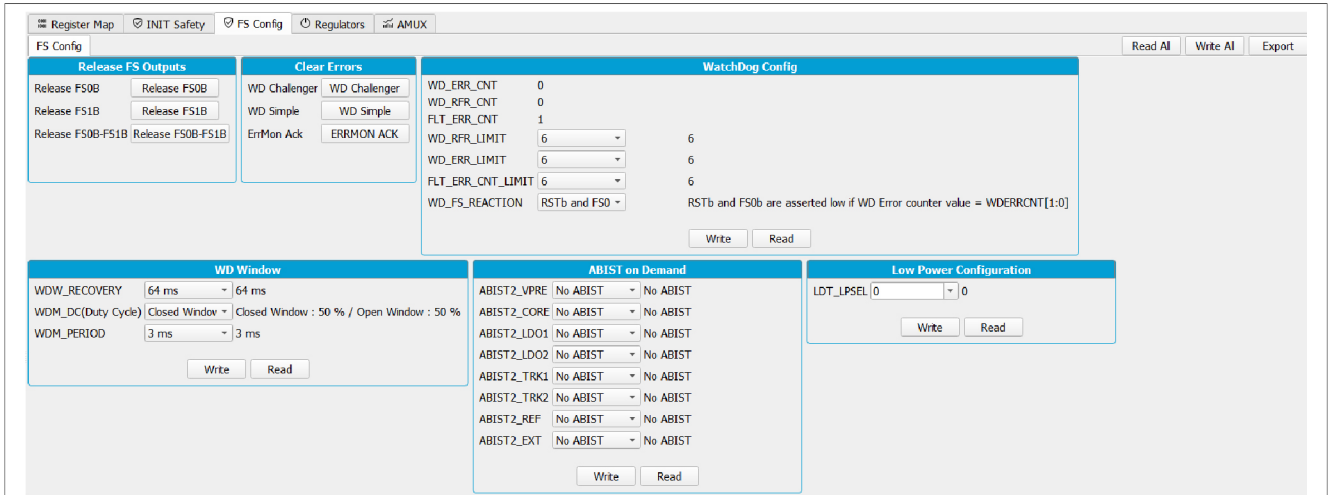 Register Map INIT Safety FS Config Regulators AMUX
FS Config Read All Write All Export
Release FS Outputs
Release FS0B Release FS0B
Release FS1B Release FS1B
Release FS0B-FS1B Release FS0B-FS1B
Clear Errors
WD Chalenger WD Chalenger
WD Simple WD Simple
ErrMon Ack ERRMON ACK
WatchDog Config
WD_ERR_CNT 0
WD_RFR_CNT 0
FLT_ERR_CNT 1
WD_RFR_LIMIT 6 6
WD_ERR_LIMIT 6 6
FLT_ERR_CNT_LIMIT 6 6
WD_FS_REACTION RSTb and FS0 RSTb and FS0b are asserted low if WD Error counter value = WDERRCNT[1:0]
Write Read
WD Window
WDW_RECOVERY 64 ms 64 ms
WDM_DC(Duty Cycle) Closed Window Closed Window : 50 % / Open Window : 50 %
WDM_PERIOD 3 ms 3 ms
Write Read
ABIST on Demand
ABIST2_VPRE No ABIST No ABIST
ABIST2_CORE No ABIST No ABIST
ABIST2_LDO1 No ABIST No ABIST
ABIST2_LDO2 No ABIST No ABIST
ABIST2_TRK1 No ABIST No ABIST
ABIST2_TRK2 No ABIST No ABIST
ABIST2_REF No ABIST No ABIST
ABIST2_EXT No ABIST No ABIST
Write Read
Low Power Configuration
LDT_LPSEL 0 0
Write Read